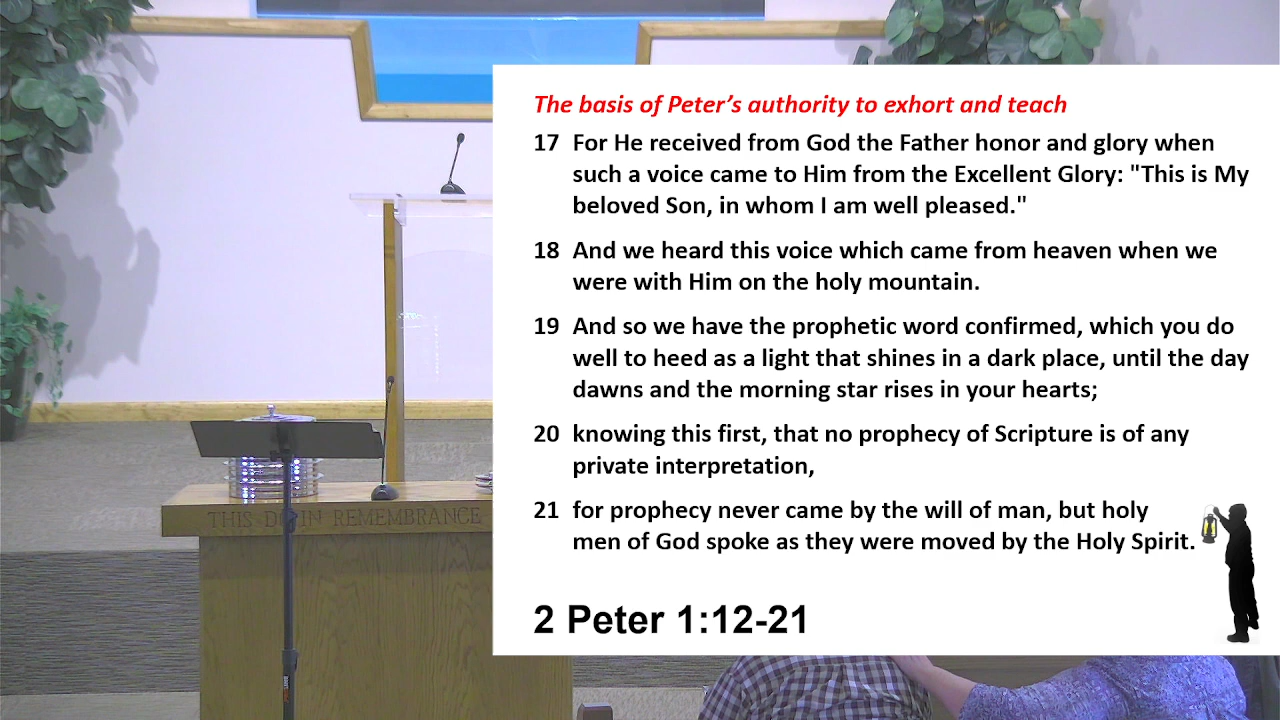 The basis of Peter's authority to exhort and teach
17 For He received from God the Father honor and glory when
such a voice came to Him from the Excellent Glory: "This is My
beloved Son, in whom I am well pleased."
18 And we heard this voice which came from heaven when we
were with Him on the holy mountain.
19 And so we have the prophetic word confirmed, which you do
well to heed as a light that shines in a dark place, until the day
dawns and the morning star rises in your hearts;
20 knowing this first, that no prophecy of Scripture is of any
private interpretation,
21 for prophecy never came by the will of man, but holy
men of God spoke as they were moved by the Holy Spirit.
2 Peter 1:12-21
THIS DO IN REMEMBRANCE